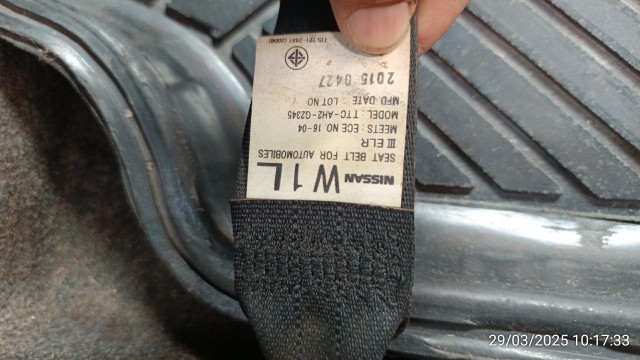 NISSAN W1L
SEAT BELT FOR AUTOMOBILES
III ELR
MEETS : ECE NO 16-04
MODEL : TTC-AH2-G2345
MFD DATE : LOT NO
2015 0427
29/03/2025 10:17:33